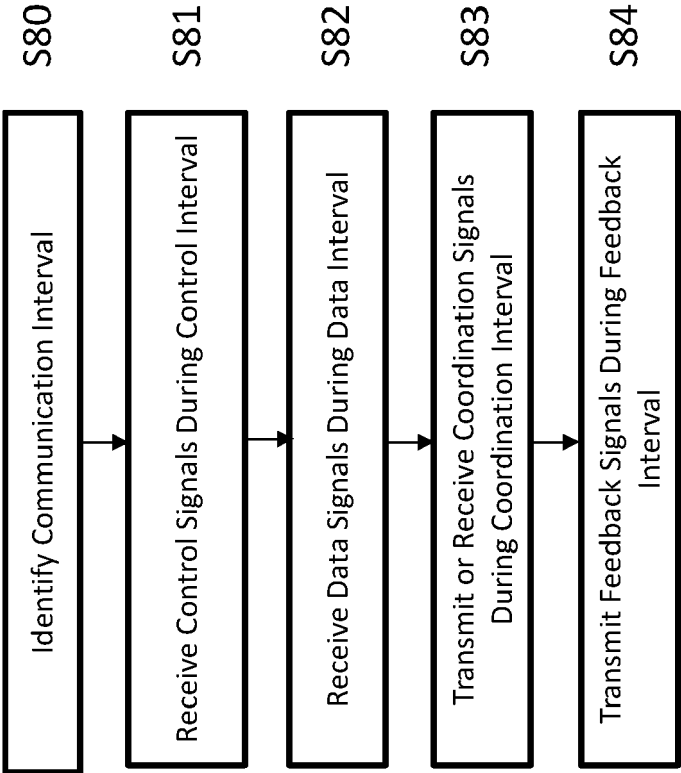 S80
Identify Communication Interval
S81
Receive Control Signals During Control Interval
S82
Receive Data Signals During Data Interval
S83
Transmit or Receive Coordination Signals
During Coordination Interval
S84
Transmit Feedback Signals During Feedback
Interval